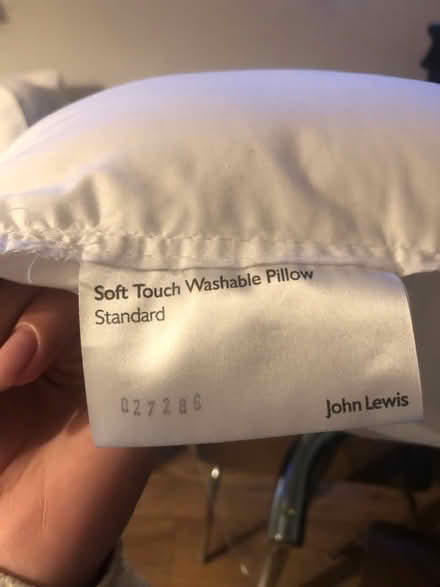 Soft Touch Washable Pillow
Standard
027286
John Lewis